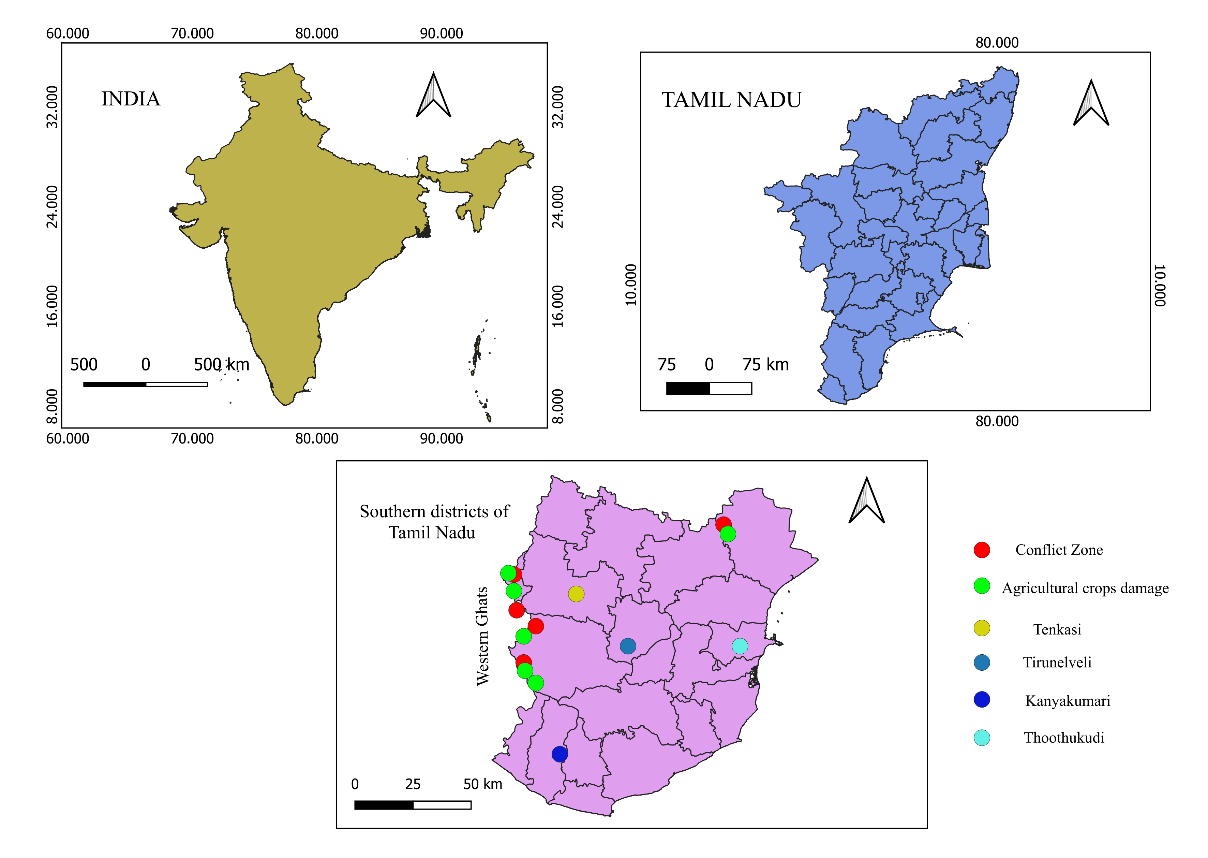 60.000 70.000 80.000 90.000
INDIA
32.000 32.000
24.000 24.000
16.000 16.000
8.000 8.000
500 0 500 km
60.000 70.000 80.000 90.000
80.000
TAMIL NADU
10.000 10.000
75 0 75 km
80.000
Southern districts of
Tamil Nadu
Western Ghats
0 25 50 km
Conflict Zone
Agricultural crops damage
Tenkasi
Tirunelveli
Kanyakumari
Thoothukudi